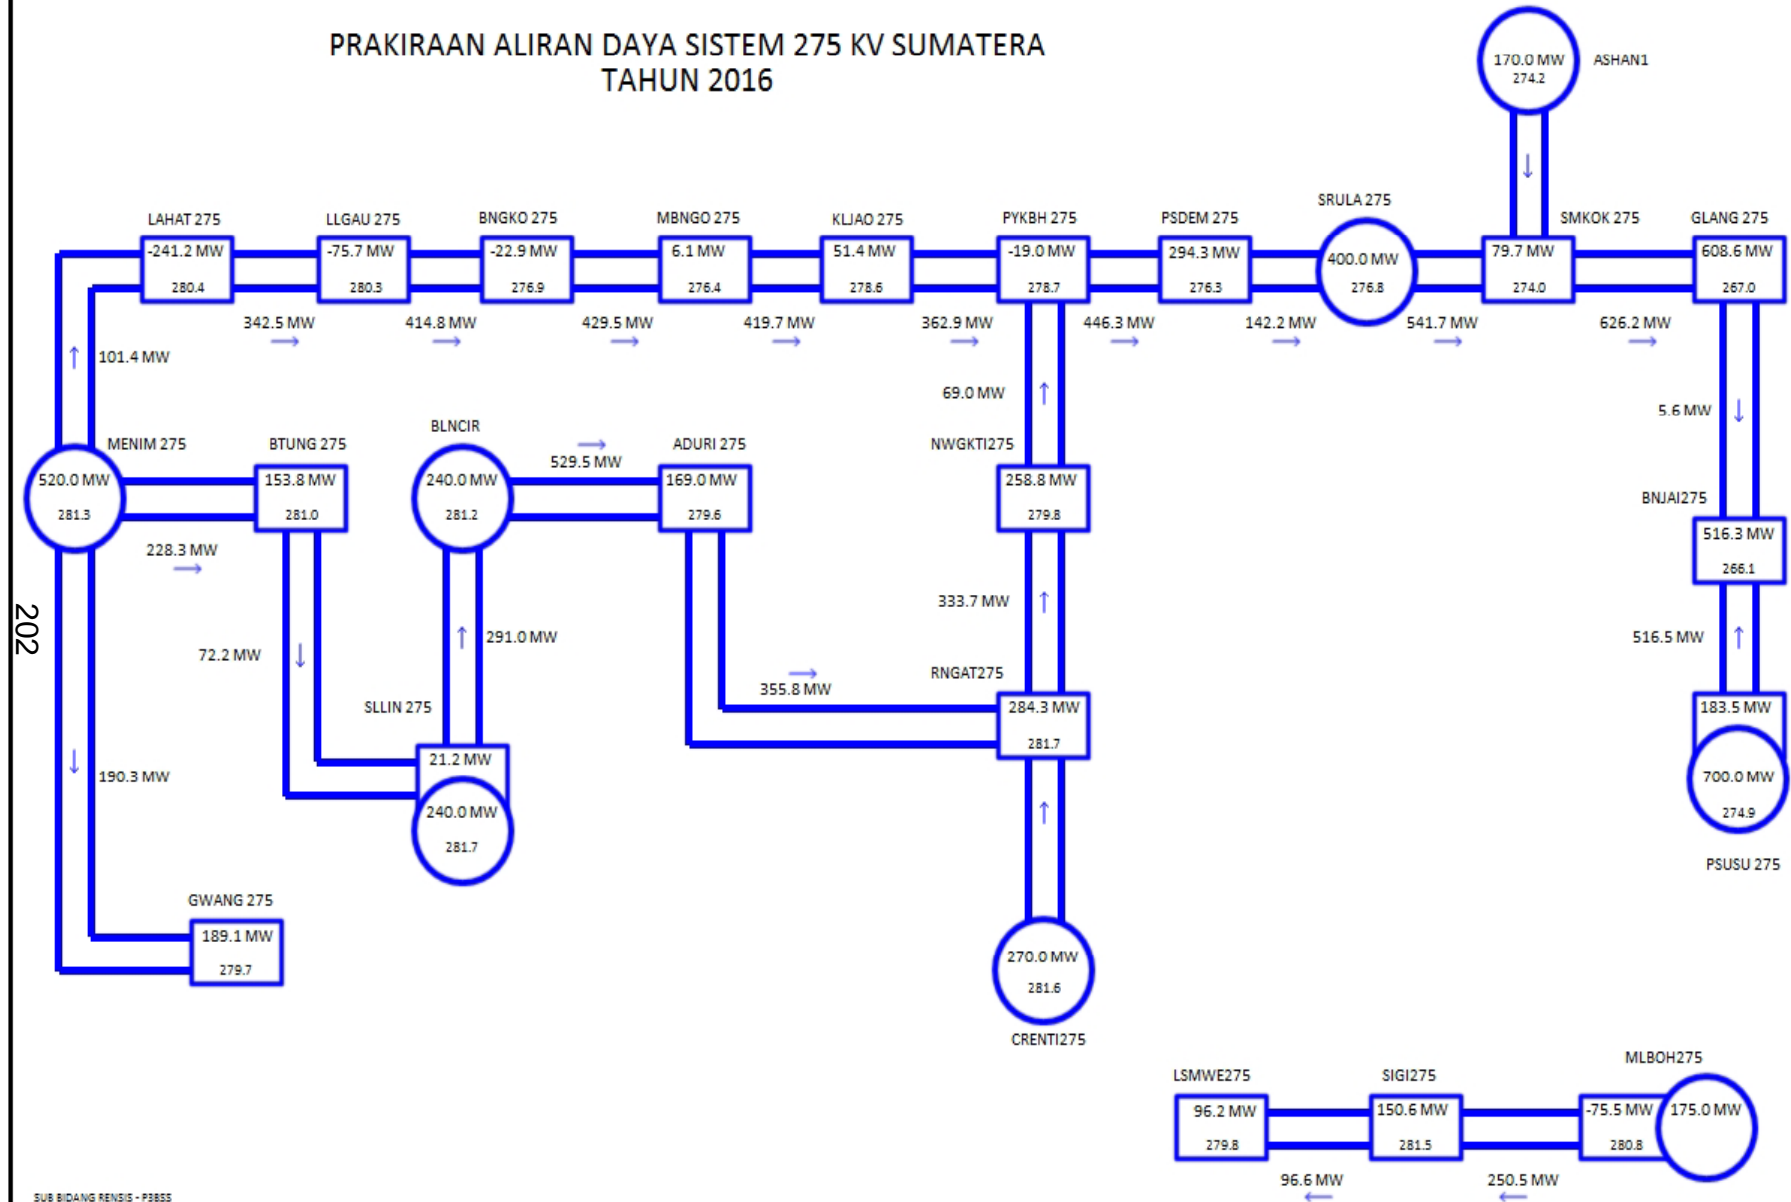 PRAKIRAAN ALIRAN DAYA SISTEM 275 KV SUMATERA
TAHUN 2016
170.0 MW
274.2
ASHAN1
LAHAT 275
-241.2 MW
280.4
LLGAU 275
-75.7 MW
280.3
BNGKO 275
-22.9 MW
276.9
MBNGO 275
6.1 MW
276.4
KLJAO 275
51.4 MW
278.6
PYKBH 275
-19.0 MW
278.7
PSDEM 275
294.3 MW
276.3
SRULA 275
400.0 MW
276.8
SMKOK 275
79.7 MW
274.0
GLANG 275
608.6 MW
267.0
342.5 MW
414.8 MW
429.5 MW
419.7 MW
362.9 MW
446.3 MW
142.2 MW
541.7 MW
626.2 MW
101.4 MW
69.0 MW
5.6 MW
MENIM 275
520.0 MW
281.3
BTUNG 275
153.8 MW
281.0
BLNCIR
240.0 MW
281.2
529.5 MW
ADURI 275
169.0 MW
279.6
NWGKTI275
258.8 MW
279.8
BNJAI275
516.3 MW
266.1
228.3 MW
202
72.2 MW
291.0 MW
333.7 MW
516.5 MW
SLLIN 275
21.2 MW
240.0 MW
281.7
355.8 MW
RNGAT275
284.3 MW
281.7
183.5 MW
700.0 MW
274.9
PSUSU 275
190.3 MW
GWANG 275
189.1 MW
279.7
270.0 MW
281.6
CRENTI275
LSMWE275
96.2 MW
279.8
SIGI275
150.6 MW
281.5
MLBOH275
-75.5 MW
280.8
175.0 MW
96.6 MW
250.5 MW
SUB BIDANG RENSIS - P3BSS